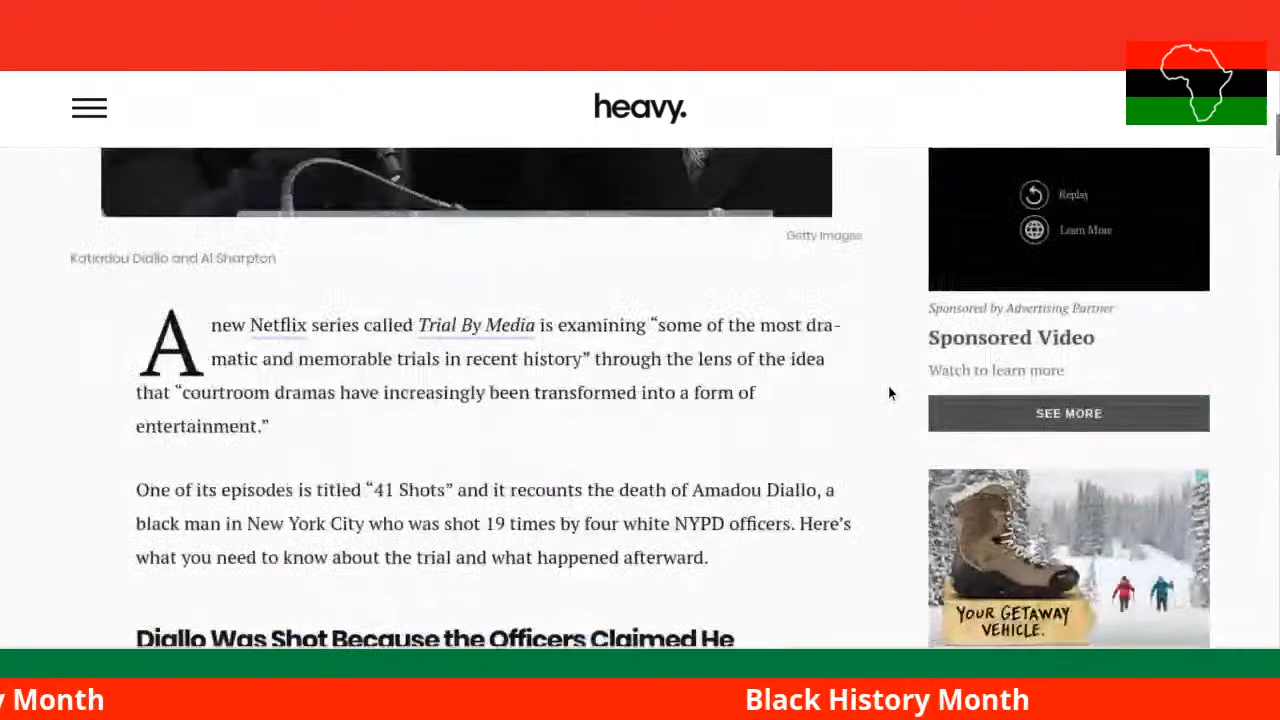 heavy.
Replay
Learn More
Getty Images
Katiadou Diallo and Al Sharpton
A new Netflix series called Trial By Media is examining “some of the most dra-
matic and memorable trials in recent history” through the lens of the idea
that “courtroom dramas have increasingly been transformed into a form of
entertainment.”
One of its episodes is titled “41 Shots” and it recounts the death of Amadou Diallo, a
black man in New York City who was shot 19 times by four white NYPD officers. Here’s
what you need to know about the trial and what happened afterward.
Diallo Was Shot Because the Officers Claimed He
Sponsored by Advertising Partner
Sponsored Video
Watch to learn more
SEE MORE
YOUR GETAWAY
VEHICLE.
y Month
Black History Month